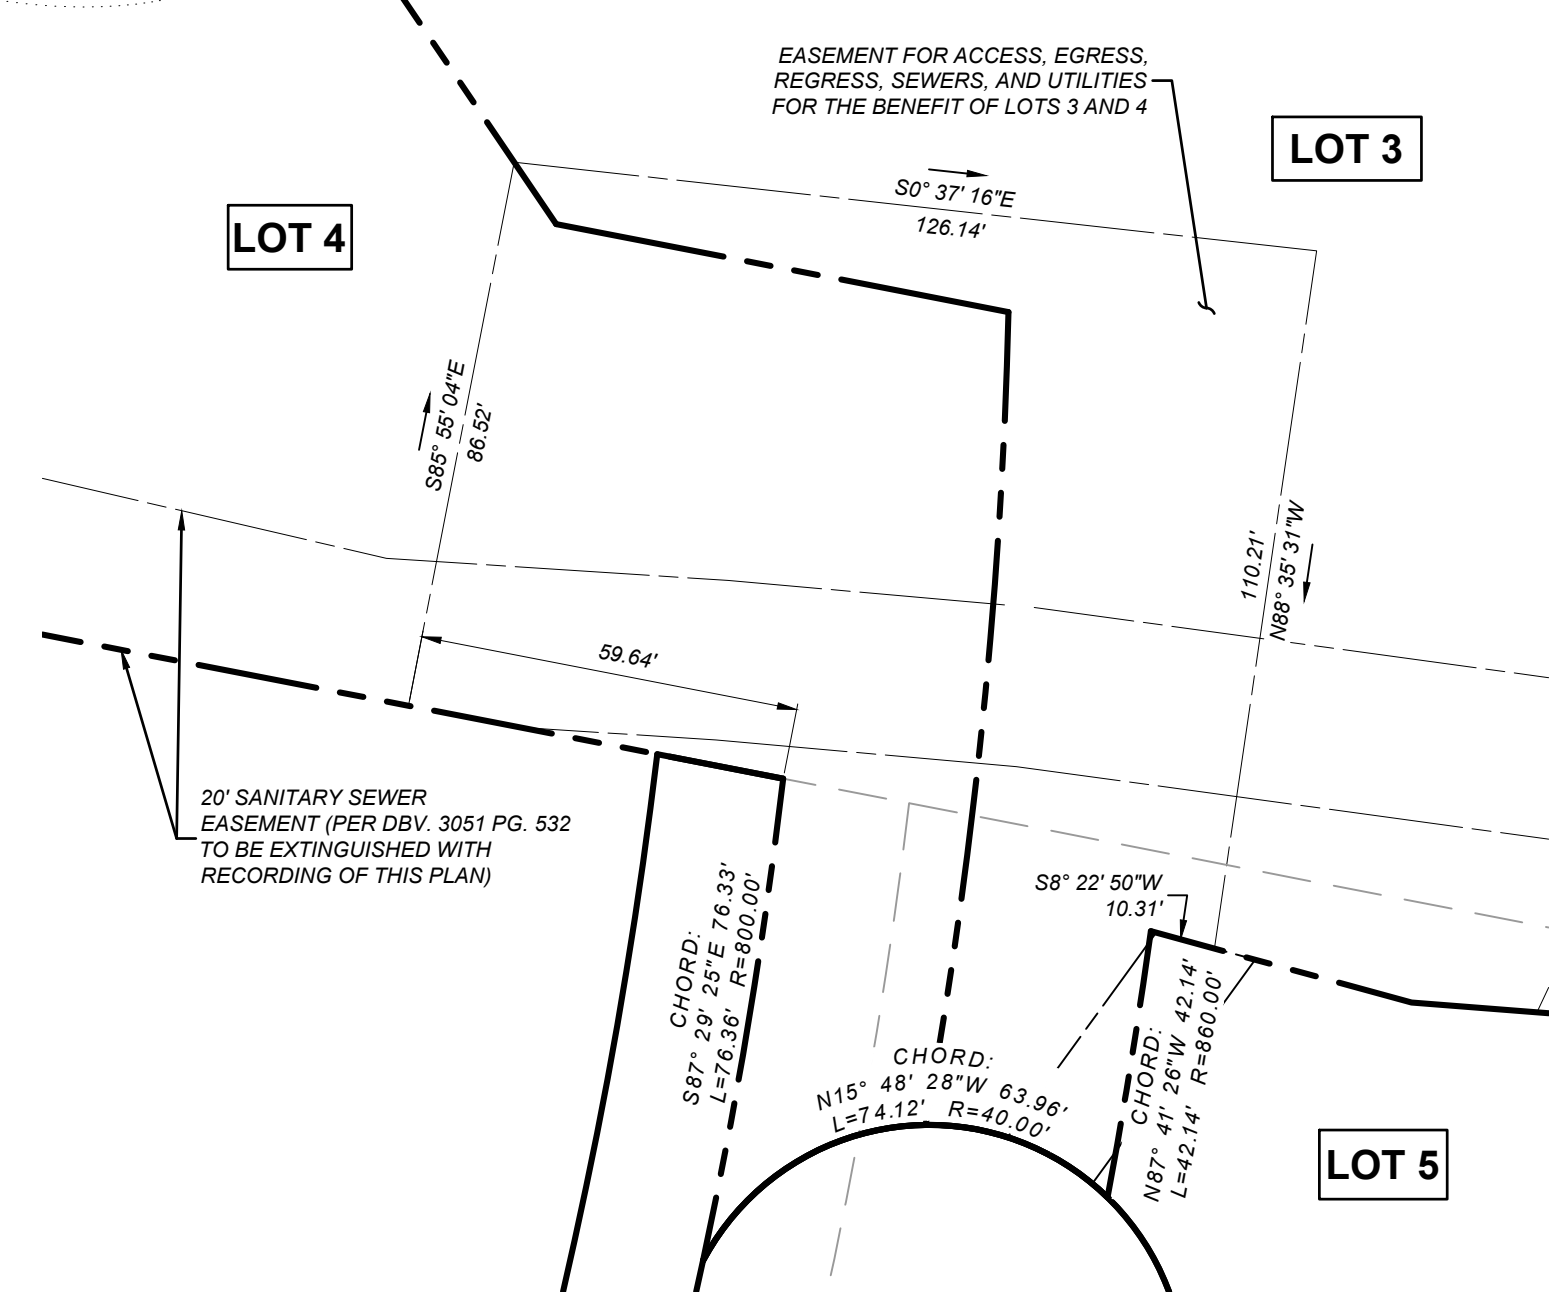 EASEMENT FOR ACCESS, EGRESS,
REGRESS, SEWERS, AND UTILITIES
FOR THE BENEFIT OF LOTS 3 AND 4
LOT 3
S0° 37' 16"E
126.14'
LOT 4
S85° 55' 04"E
86.52'
110.21'
N88° 35' 31"W
59.64'
20' SANITARY SEWER
EASEMENT (PER DBV. 3051 PG. 532
TO BE EXTINGUISHED WITH
RECORDING OF THIS PLAN)
S8° 22' 50"W
10.31'
CHORD:
S87° 29' 25"E 76.33'
L=76.36' R=800.00'
CHORD:
N15° 48' 28"W 63.96'
L=74.12' R=40.00'
CHORD:
N87° 41' 26"W 42.14'
L=42.14' R=860.00'
LOT 5